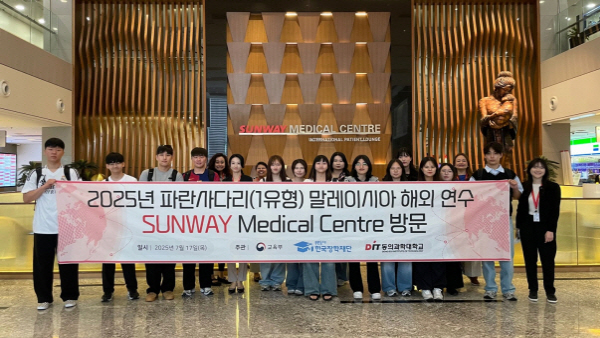 SUNWAY MEDICAL CENTRE
INTERNATIONAL PATIENT LOUNGE
2025년 파란사다리(1유형) 말레이시아 해외 연수
SUNWAY Medical Centre 방문
일시 | 2025년 7월 17일(목) 주관 | 교육부 한국장학재단 DIT 동의과학대학교